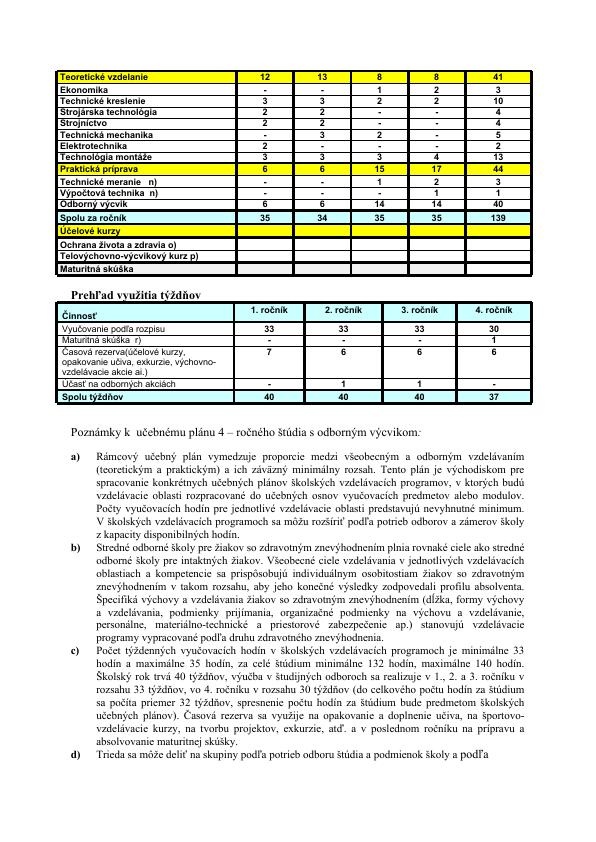 Teoretické vzdelanie 12 13 8 8 41
Ekonomika - - 1 2 3
Technické kreslenie 3 3 2 2 10
Strojárska technológia 2 2 - - 4
Strojníctvo 2 2 - - 4
Technická mechanika - 3 2 - 5
Elektrotechnika 2 - - - 2
Technológia montáže 3 3 3 4 13
Praktická príprava 6 6 15 17 44
Technické meranie n) - - 1 2 3
Výpočtová technika n) - - - 1 1
Odborný výcvik 6 6 14 14 40
Spolu za ročník 35 34 35 35 139
Účelové kurzy
Ochrana života a zdravia o)
Telovýchovno-výcvikový kurz p)
Maturitná skúška
Prehľad využitia týždňov
Činnosť 1. ročník 2. ročník 3. ročník 4. ročník
Vyučovanie podľa rozpisu 33 33 33 30
Maturitná skúška r) - - - 1
Časová rezerva(účelové kurzy, 7 6 6 6
opakovanie učiva, exkurzie, výchovno-
vzdelávacie akcie ai.)
Účasť na odborných akciách - 1 1 -
Spolu týždňov 40 40 40 37
Poznámky k učebnému plánu 4 – ročného štúdia s odborným výcvikom:
a) Rámcový učebný plán vymedzuje proporcie medzi všeobecným a odborným vzdelávaním
(teoretickým a praktickým) a ich záväzný minimálny rozsah. Tento plán je východiskom pre
spracovanie konkrétnych učebných plánov školských vzdelávacích programov, v ktorých budú
vzdelávacie oblasti rozpracované do učebných osnov vyučovacích predmetov alebo modulov.
Počty vyučovacích hodín pre jednotlivé vzdelávacie oblasti predstavujú nevyhnutné minimum.
V školských vzdelávacích programoch sa môžu rozšíriť podľa potrieb odborov a zámerov školy
z kapacity disponibilných hodín.
b) Stredné odborné školy pre žiakov so zdravotným znevýhodnením plnia rovnaké ciele ako stredné
odborné školy pre intaktných žiakov. Všeobecné ciele vzdelávania v jednotlivých vzdelávacích
oblastiach a kompetencie sa prispôsobujú individuálnym osobitostiam žiakov so zdravotným
znevýhodnením v takom rozsahu, aby jeho konečné výsledky zodpovedali profilu absolventa.
Špecifiká výchovy a vzdelávania žiakov so zdravotným znevýhodnením (dĺžka, formy výchovy
a vzdelávania, podmienky prijímania, organizačné podmienky na výchovu a vzdelávanie,
personálne, materiálno-technické a priestorové zabezpečenie ap.) stanovujú vzdelávacie
programy vypracované podľa druhu zdravotného znevýhodnenia.
c) Počet týždenných vyučovacích hodín v školských vzdelávacích programoch je minimálne 33
hodín a maximálne 35 hodín, za celé štúdium minimálne 132 hodín, maximálne 140 hodín.
Školský rok trvá 40 týždňov, výučba v študijných odboroch sa realizuje v 1., 2. a 3. ročníku v
rozsahu 33 týždňov, vo 4. ročníku v rozsahu 30 týždňov (do celkového počtu hodín za štúdium
sa počíta priemer 32 týždňov, spresnenie počtu hodín za štúdium bude predmetom školských
učebných plánov). Časová rezerva sa využije na opakovanie a doplnenie učiva, na športovo-
vzdelávacie kurzy, na tvorbu projektov, exkurzie, atď. a v poslednom ročníku na prípravu a
absolvovanie maturitnej skúšky.
d) Trieda sa môže deliť na skupiny podľa potrieb odboru štúdia a podmienok školy a podľa